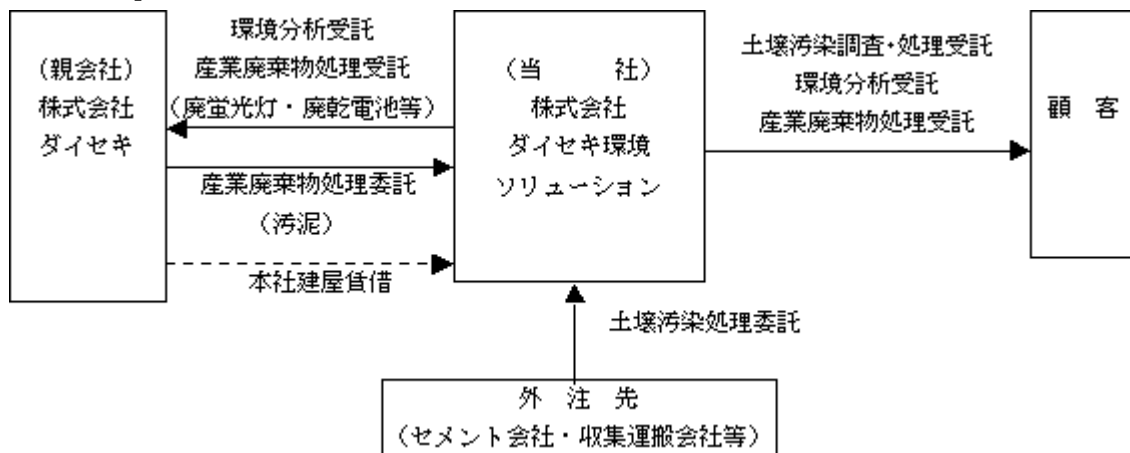 環境分析受託
産業廃棄物処理受託
（廃蛍光灯・廃乾電池等）
（親会社）
株式会社
ダイセキ
産業廃棄物処理委託
（汚泥）
本社建屋賃借
（当　　社）
株式会社
ダイセキ環境
ソリューション
土壌汚染調査・処理受託
環境分析受託
産業廃棄物処理受託
顧　客
土壌汚染処理委託
外　注　先
（セメント会社・収集運搬会社等）